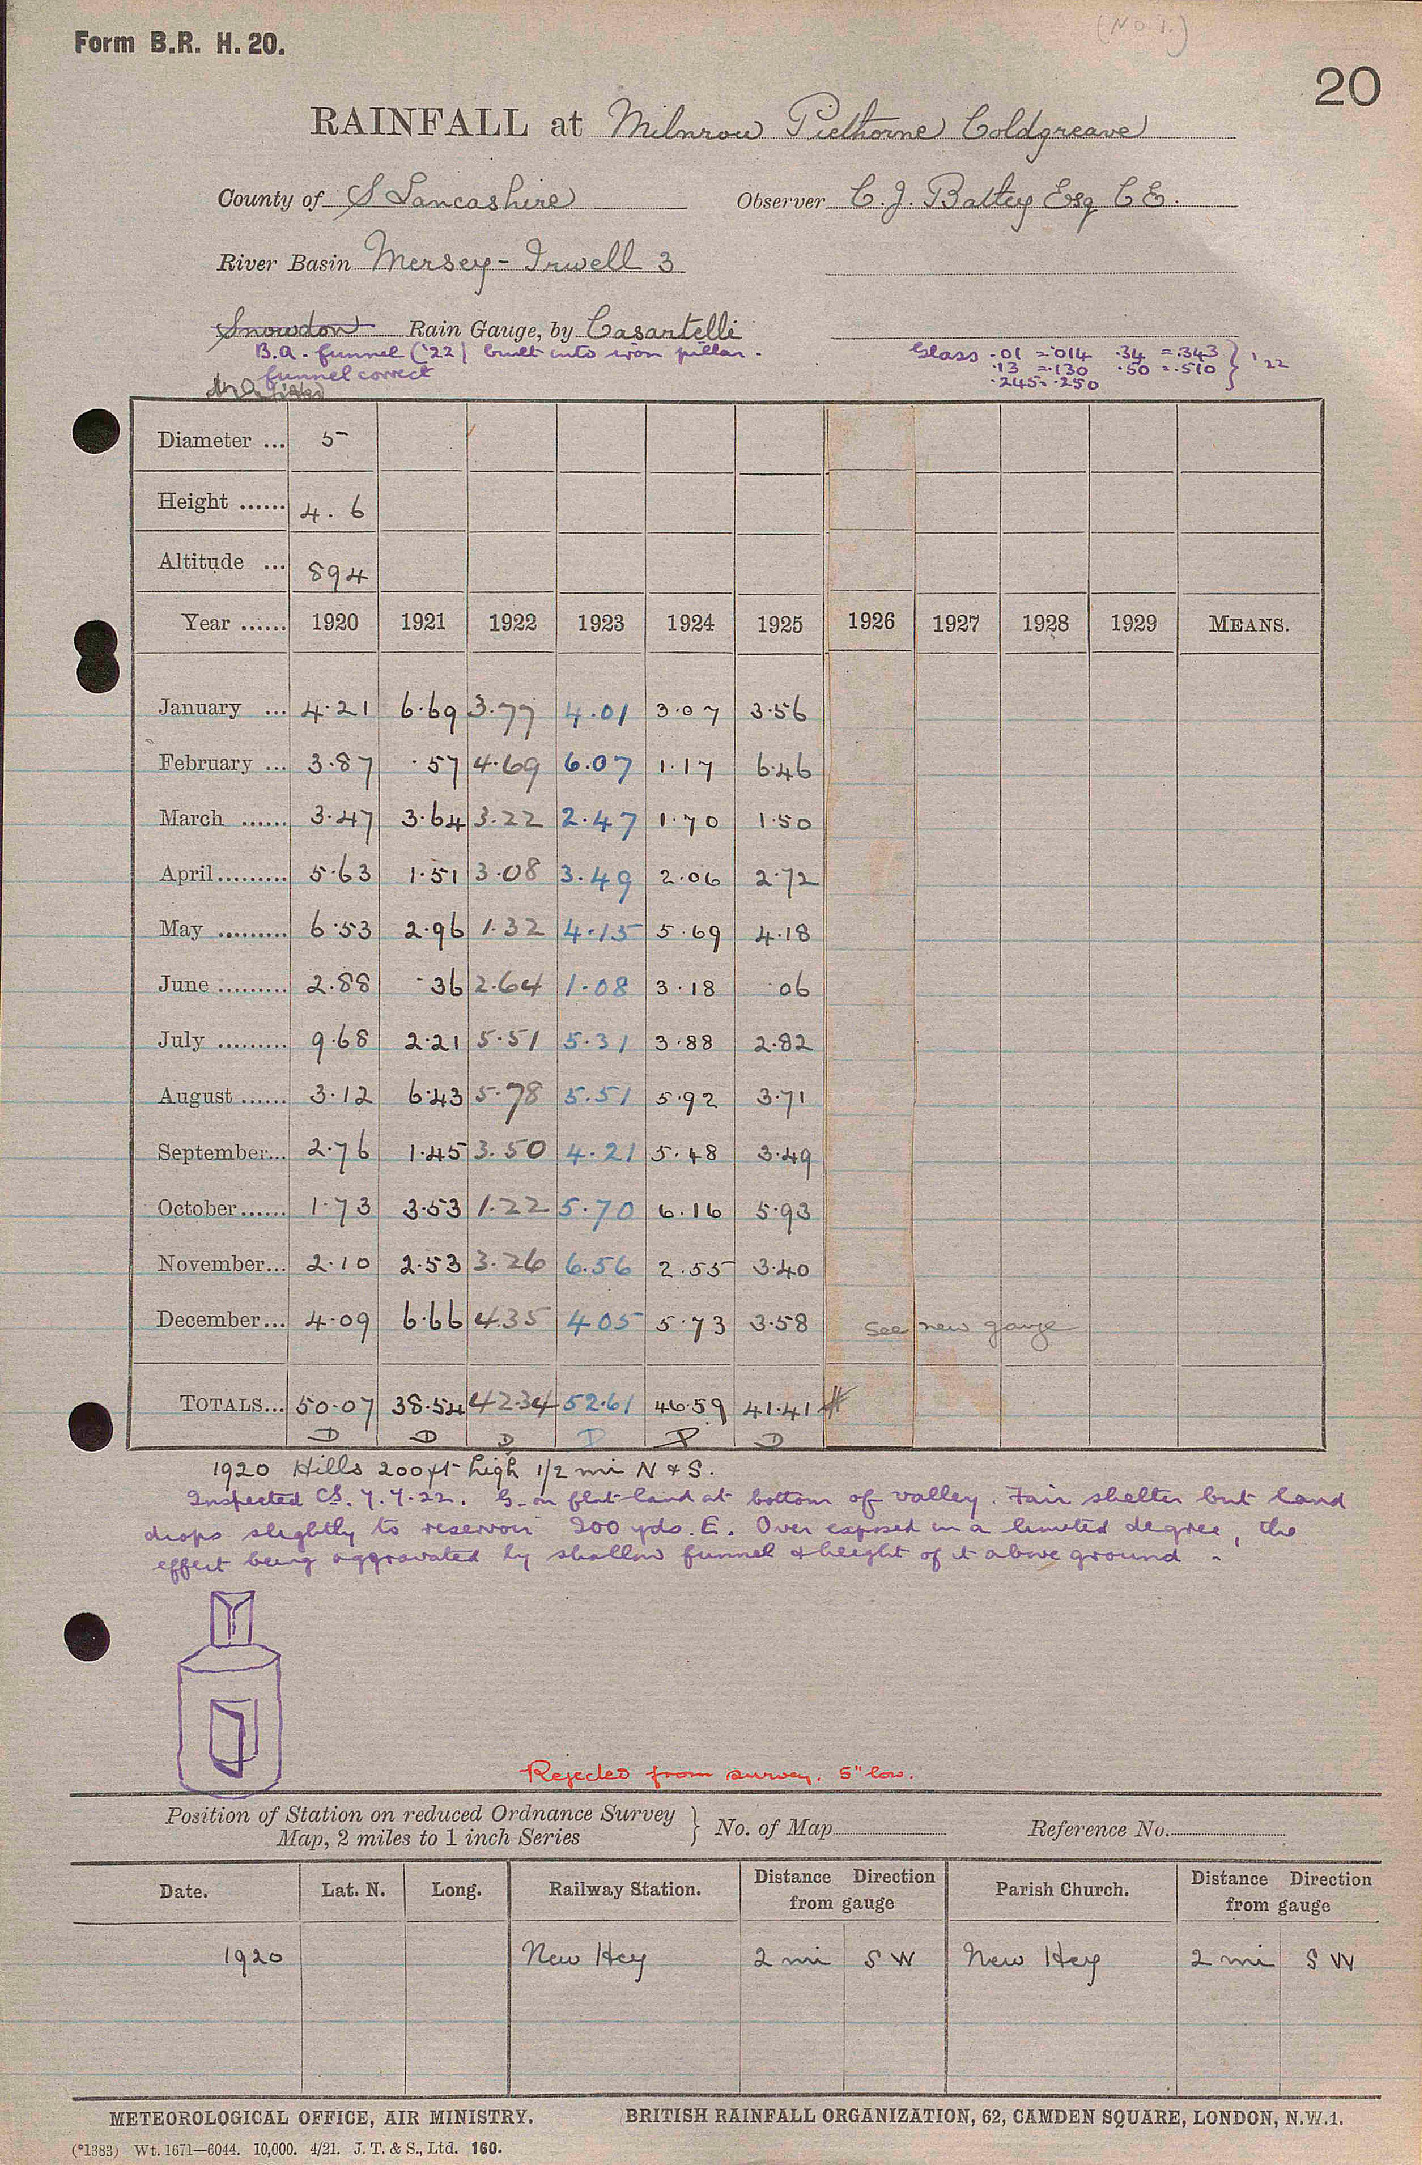 (No 1.)
Form B.R. H. 20.
20
RAINFALL at Milnrow Piethorne Coldgreave
County of S Lancashire Observer C. J. Batley Esq C E.
River Basin Mersey - Irwell 3
Snowdon Rain Gauge, by Casartelli
B.A. funnel ('22) built into iron pillar.
funnel correct
Glass .01 = .014 .34 = .343 } '22
.13 = .130 .50 = .510
.245 = .250
Diameter ... 5
Height ...... 4. 6
Altitude ... 894
Year ...... 1920 1921 1922 1923 1924 1925 1926 1927 1928 1929 MEANS.
January ... 4.21 6.69 3.77 4.01 3.07 3.56
February ... 3.87 .57 4.69 6.07 1.17 6.46
March ...... 3.47 3.64 3.22 2.47 1.70 1.50
April ......... 5.63 1.51 3.08 3.49 2.06 2.72
May ......... 6.53 2.96 1.32 4.15 5.69 4.18
June ......... 2.88 .36 2.64 1.08 3.18 .06
July ......... 9.68 2.21 5.51 5.31 3.88 2.82
August ...... 3.12 6.43 5.78 5.51 5.92 3.71
September... 2.76 1.45 3.50 4.21 5.48 3.49
October...... 1.73 3.53 1.22 5.70 6.16 5.93
November... 2.10 2.53 3.26 6.56 2.55 3.40
December... 4.09 6.66 4.35 4.05 5.73 3.58 See new gauge
TOTALS... 50.07 38.54 42.34 52.61 46.59 41.41
D D D D D
1920 Hills 200ft high 1/2 mi N & S.
Inspected CS. 7.7.22. G. on flat land at bottom of valley. Fair shelter but land
drops slightly to reservoir 200 yds. E. Over exposed in a limited degree, the
effect being aggravated by shallow funnel & height of it above ground.
Rejected from survey. 5" low.
Position of Station on reduced Ordnance Survey
Map, 2 miles to 1 inch Series } No. of Map Reference No.
Date. Lat. N. Long. Railway Station. Distance Direction from gauge Parish Church. Distance Direction from gauge
1920 New Hey 2 mi S W New Hey 2 mi S W
METEOROLOGICAL OFFICE, AIR MINISTRY. BRITISH RAINFALL ORGANIZATION, 62, CAMDEN SQUARE, LONDON, N.W.1.
(*1383) Wt. 1671—6044. 10,000. 4/21. J. T. & S., Ltd. 160.